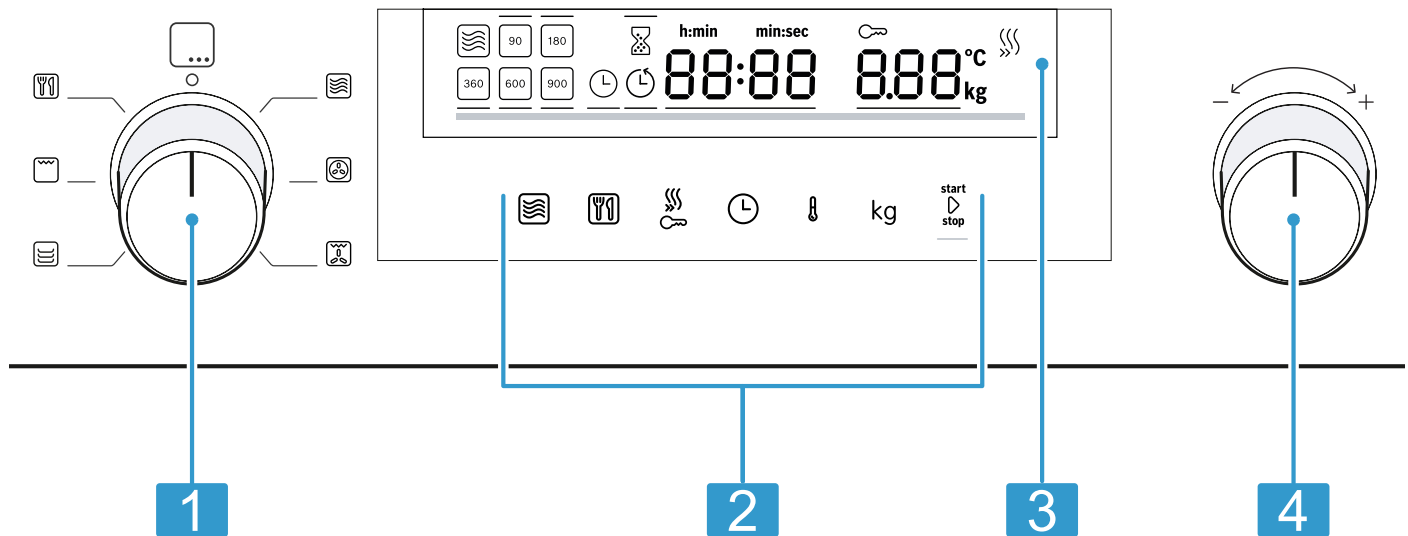 90 180
h:min min:sec
360 600 900
88:88 8.88 °C
kg
− +
kg
start
stop
1 2 3 4